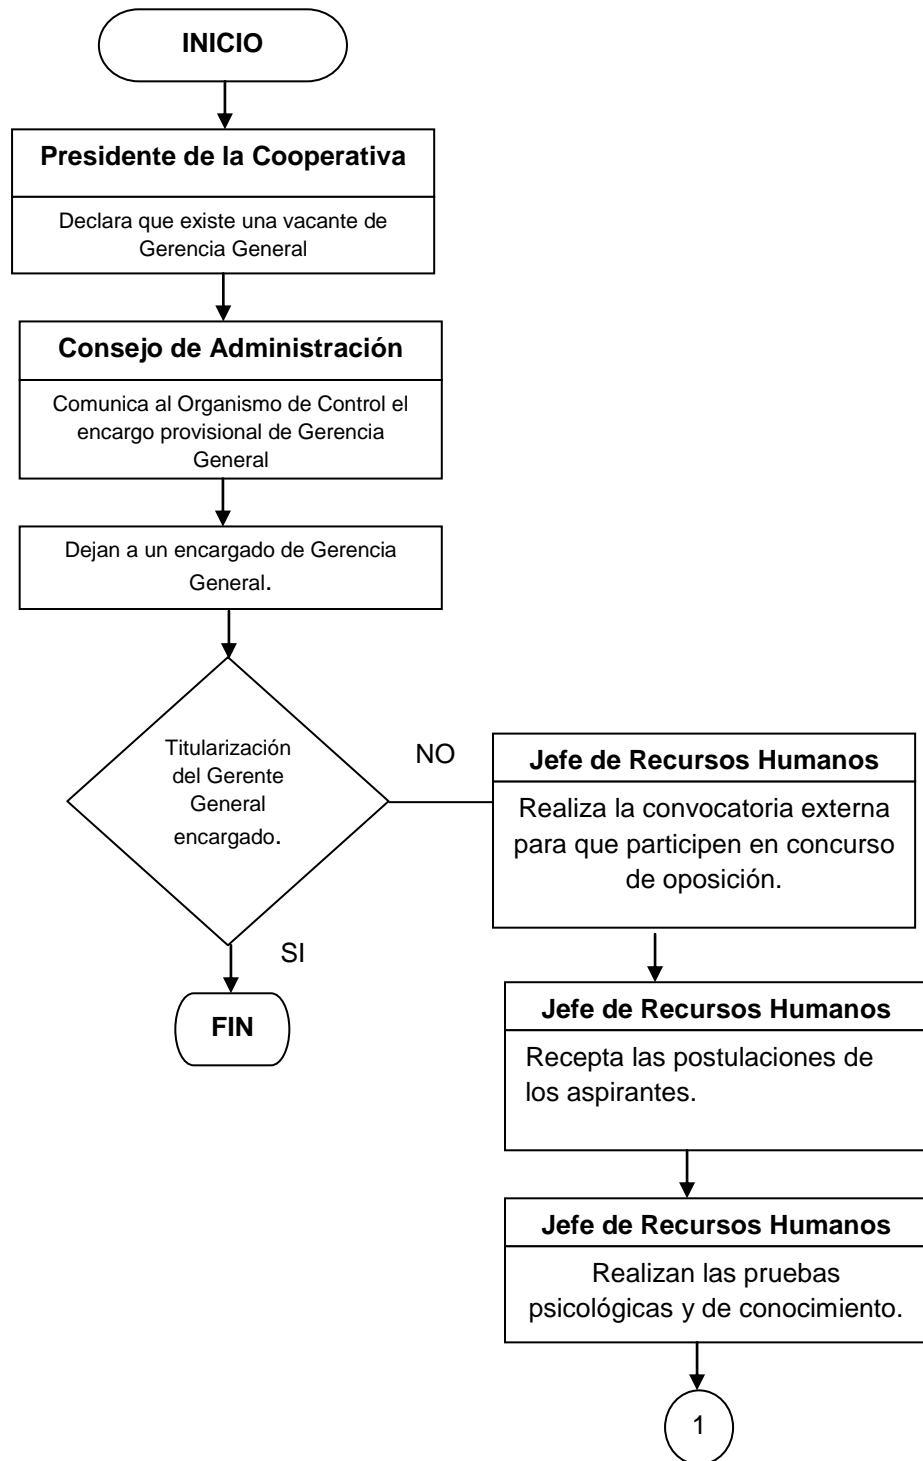 INICIO
Presidente de la Cooperativa
Declara que existe una vacante de
Gerencia General
Consejo de Administración
Comunica al Organismo de Control el
encargo provisional de Gerencia
General
Dejan a un encargado de Gerencia
General.
Titularización
del Gerente
General
encargado.
NO
SI
FIN
Jefe de Recursos Humanos
Realiza la convocatoria externa
para que participen en concurso
de oposición.
Jefe de Recursos Humanos
Recepta las postulaciones de
los aspirantes.
Jefe de Recursos Humanos
Realizan las pruebas
psicológicas y de conocimiento.
1